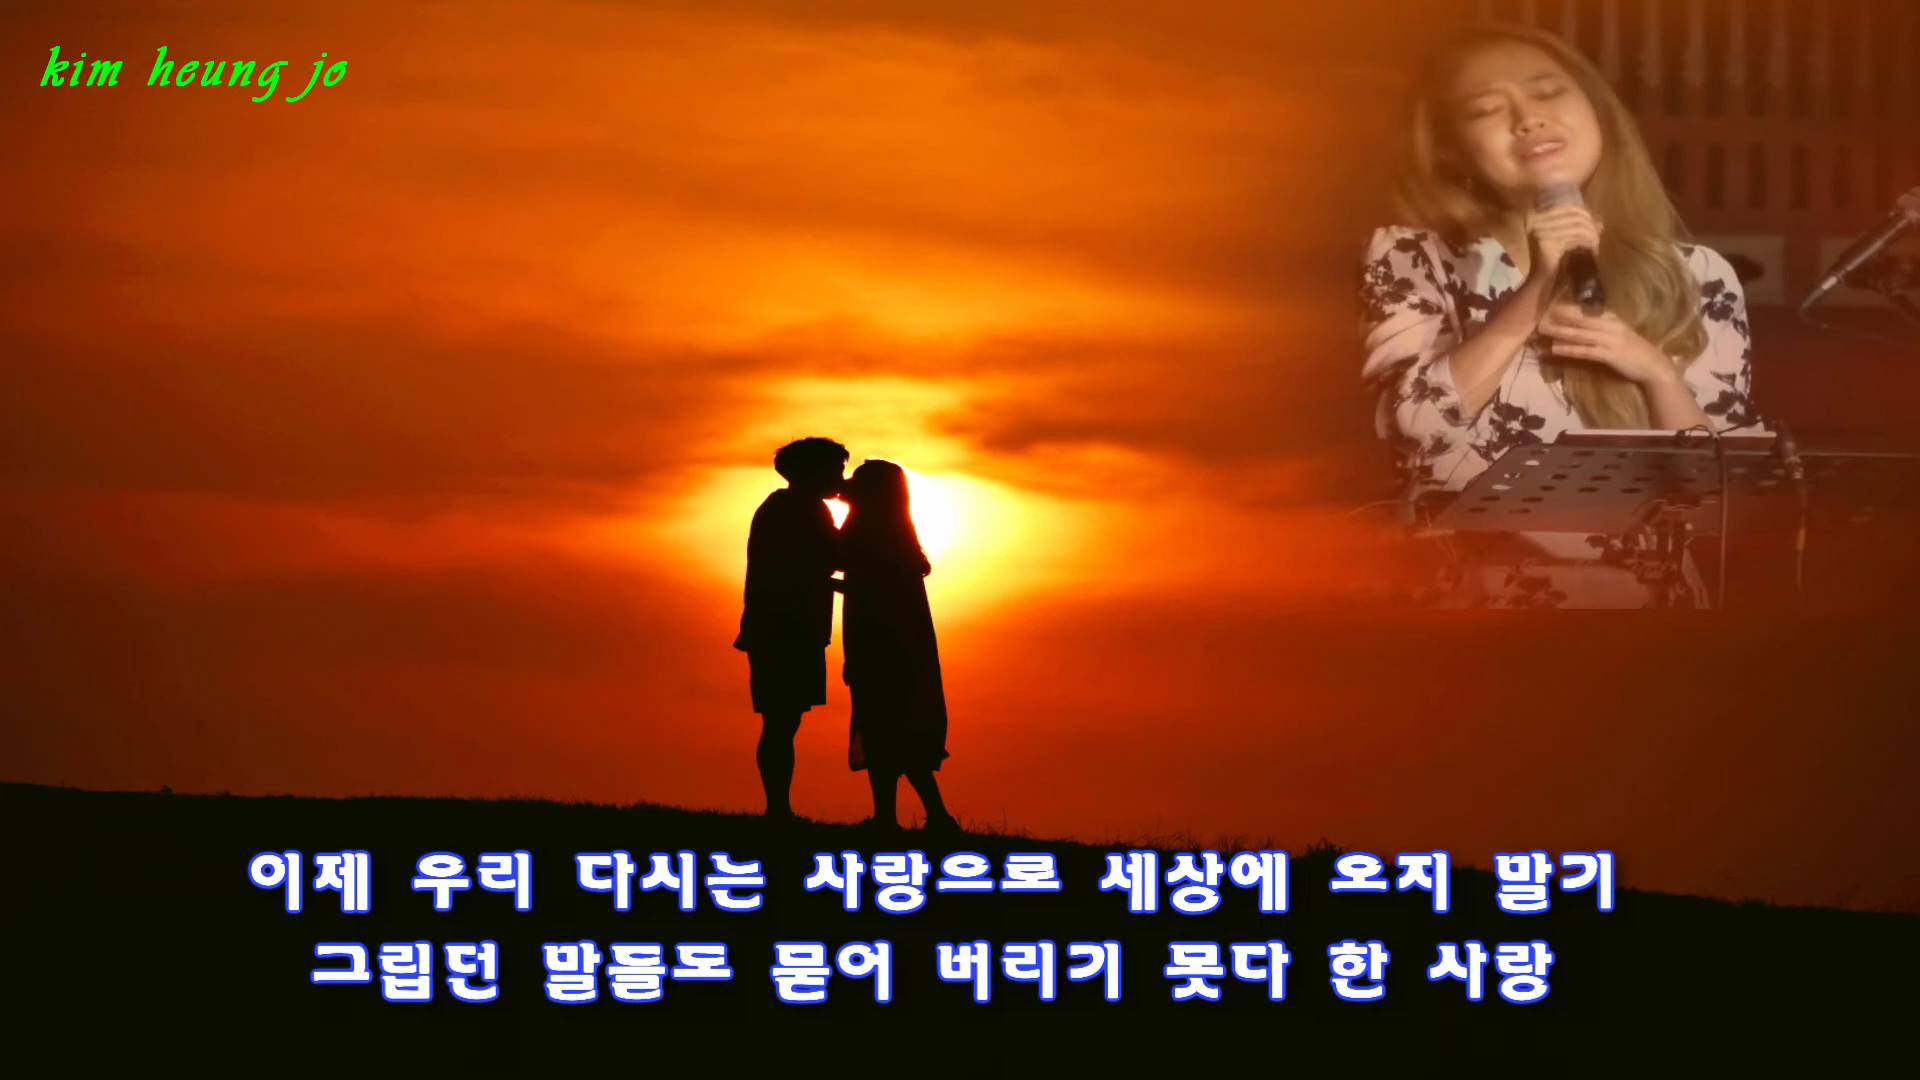 kim heung jo
이제 우리 다시는 사랑으로 세상에 오지 말기
그립던 말들도 묻어 버리기 못다 한 사랑